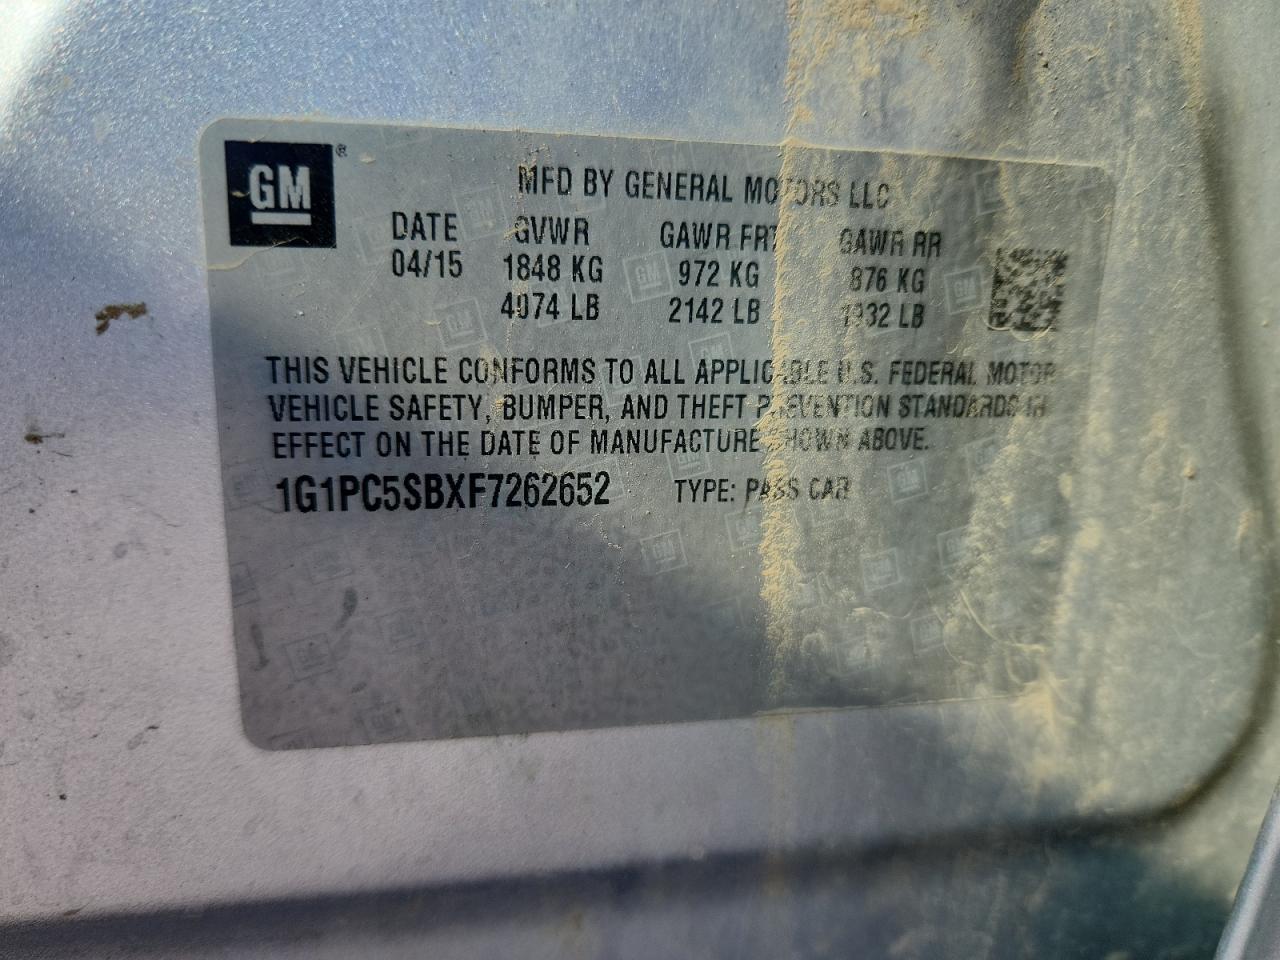 GM ®
MFD BY GENERAL MOTORS LLC
DATE GVWR GAWR FRT GAWR RR
04/15 1848 KG 972 KG 876 KG
4074 LB 2142 LB 1932 LB
THIS VEHICLE CONFORMS TO ALL APPLICABLE U.S. FEDERAL MOTOR
VEHICLE SAFETY, BUMPER, AND THEFT PREVENTION STANDARDS IN
EFFECT ON THE DATE OF MANUFACTURE SHOWN ABOVE.
1G1PC5SBXF7262652 TYPE: PASS CAR